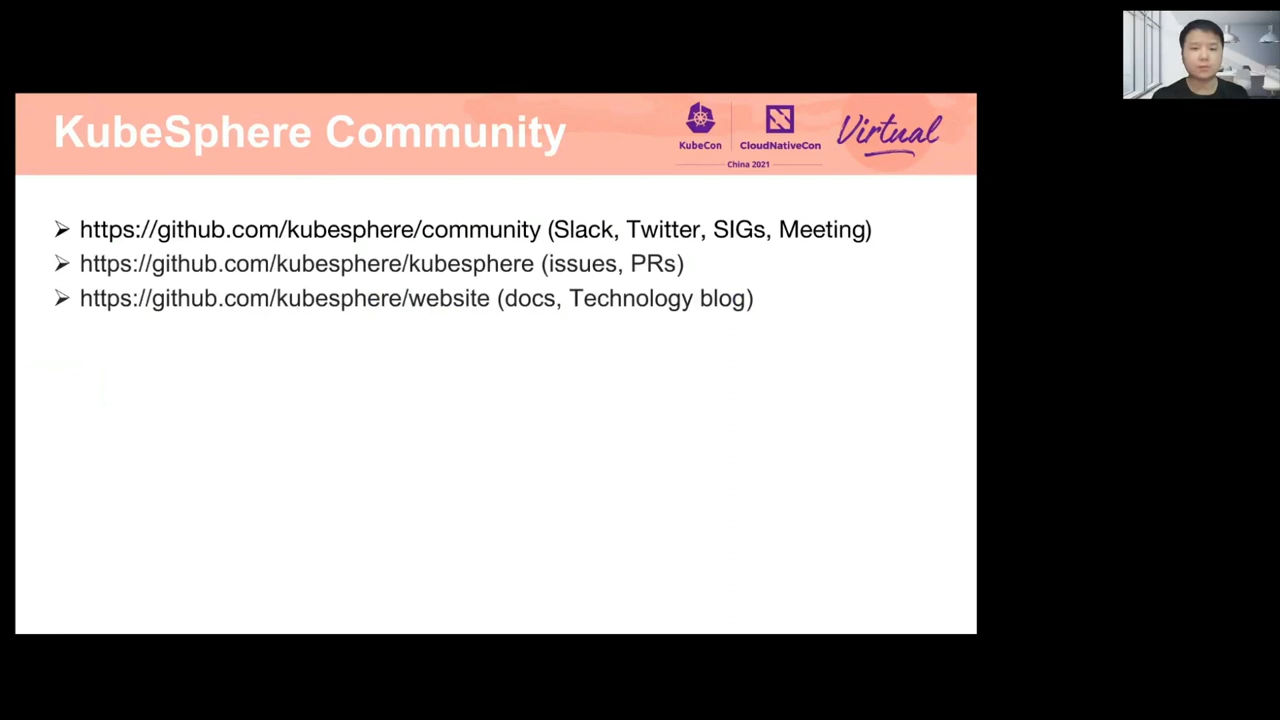 KubeSphere Community
KubeCon
CloudNativeCon
China 2021
Virtual
➢ https://github.com/kubesphere/community (Slack, Twitter, SIGs, Meeting)
➢ https://github.com/kubesphere/kubesphere (issues, PRs)
➢ https://github.com/kubesphere/website (docs, Technology blog)